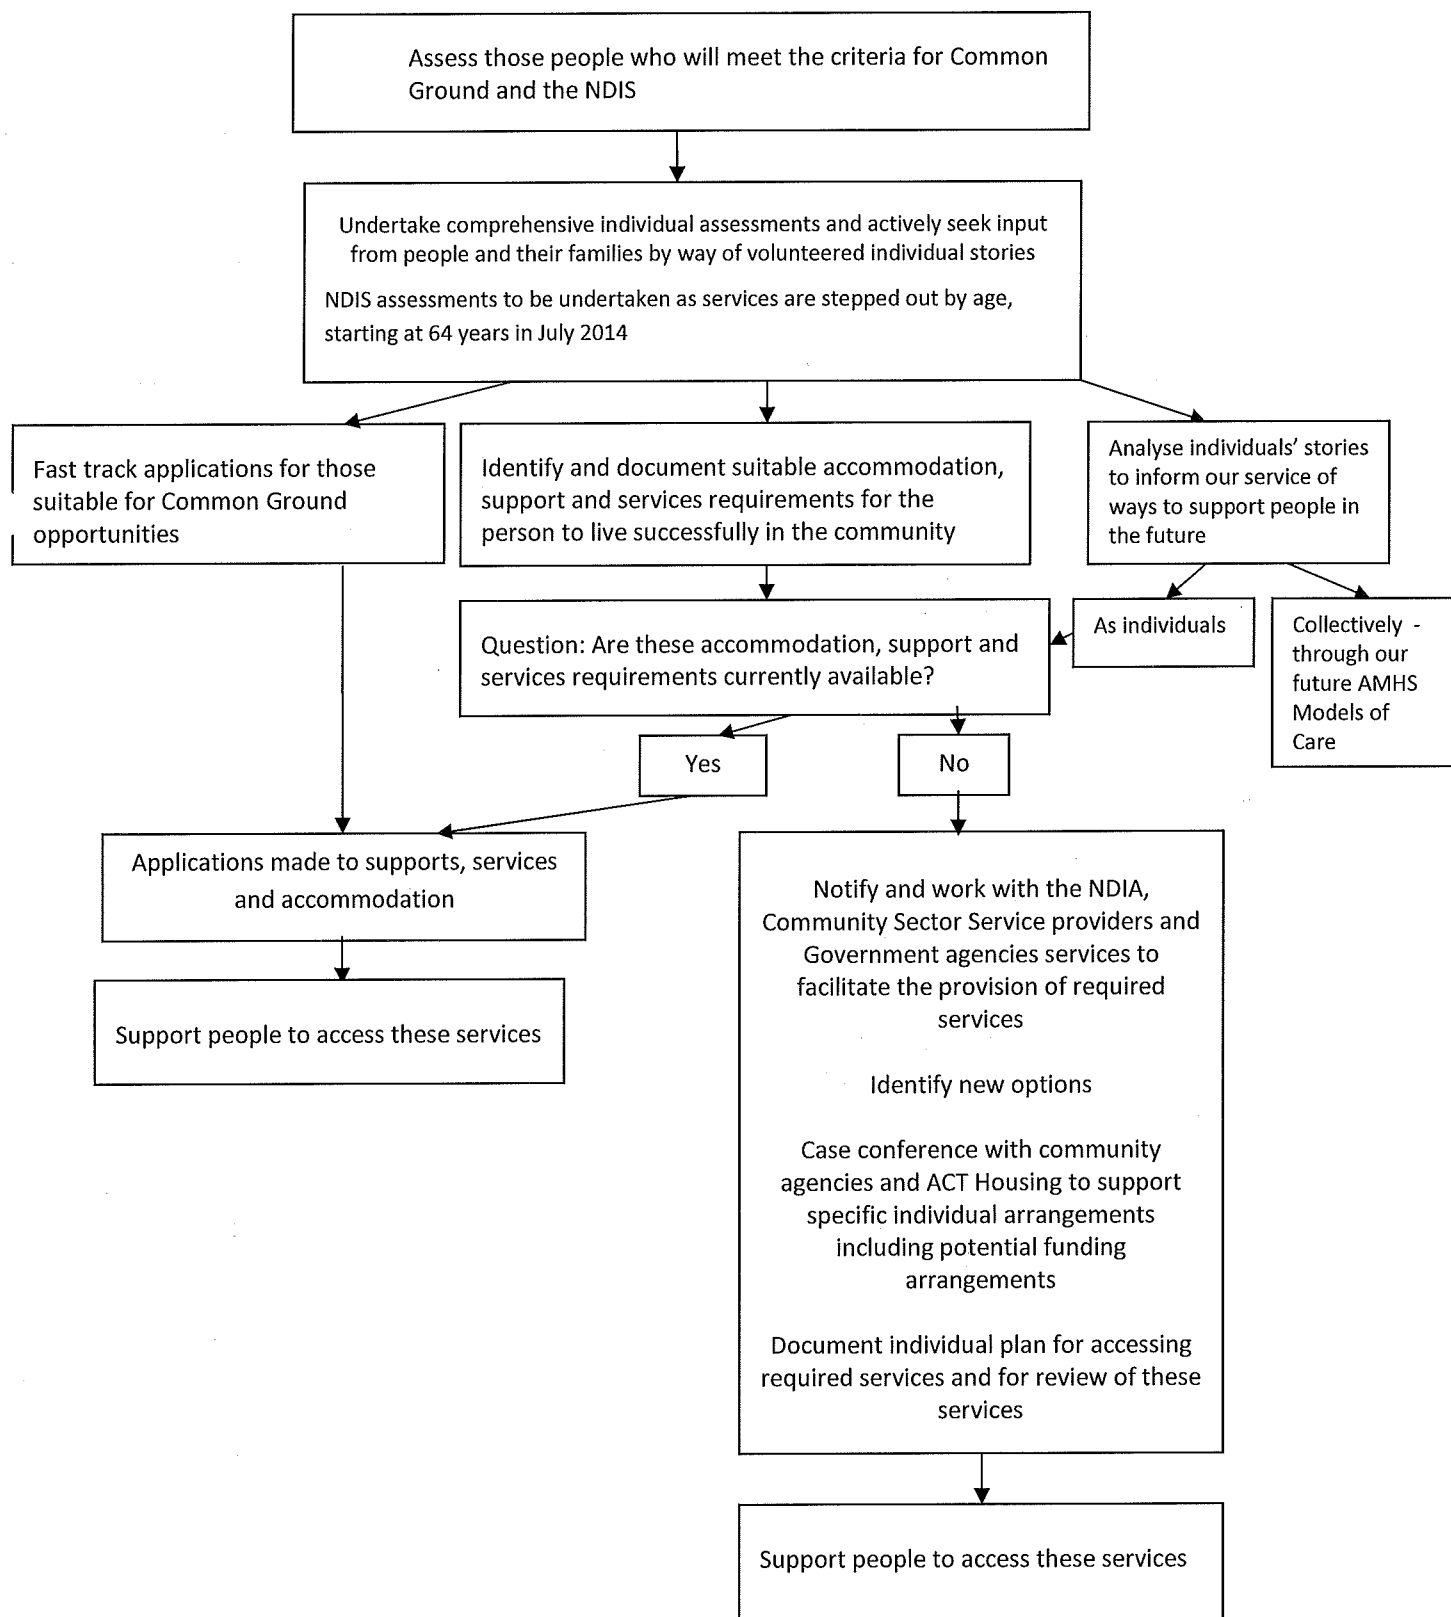 Assess those people who will meet the criteria for Common
Ground and the NDIS
Undertake comprehensive individual assessments and actively seek input
from people and their families by way of volunteered individual stories
NDIS assessments to be undertaken as services are stepped out by age,
starting at 64 years in July 2014
Fast track applications for those
suitable for Common Ground
opportunities
Identify and document suitable accommodation,
support and services requirements for the
person to live successfully in the community
Analyse individuals' stories
to inform our service of
ways to support people in
the future
Question: Are these accommodation, support and
services requirements currently available?
As individuals
Collectively -
through our
future AMHS
Models of
Care
Yes
No
Applications made to supports, services
and accommodation
Support people to access these services
Notify and work with the NDIA,
Community Sector Service providers and
Government agencies services to
facilitate the provision of required
services
Identify new options
Case conference with community
agencies and ACT Housing to support
specific individual arrangements
including potential funding
arrangements
Document individual plan for accessing
required services and for review of these
services
Support people to access these services